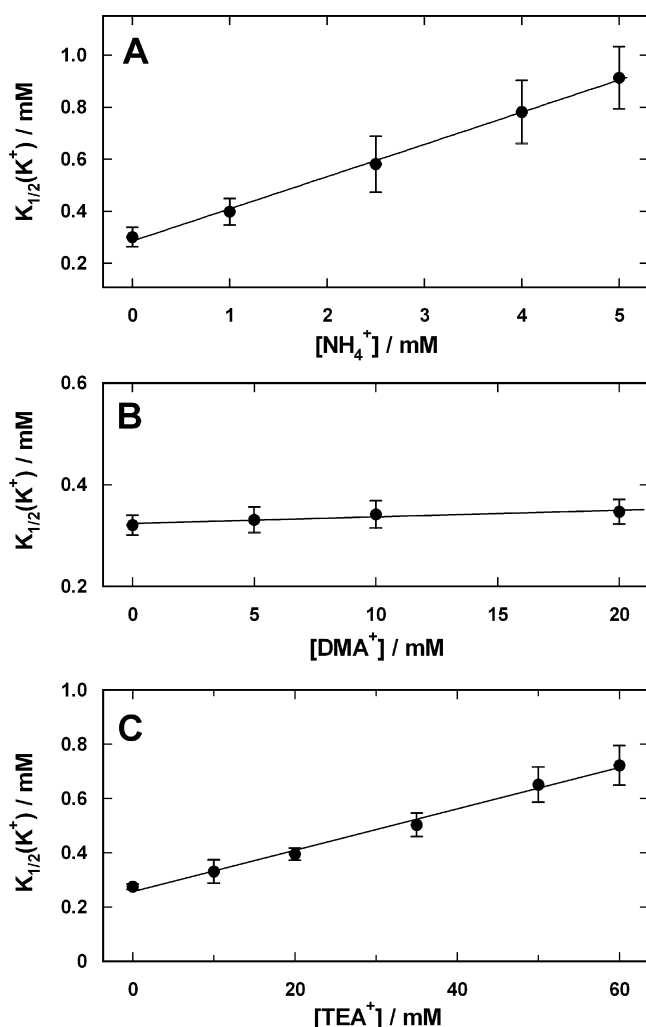 A
K1/2(K+) / mM
1.0
0.8
0.6
0.4
0.2
0 1 2 3 4 5
[NH4+] / mM
B
K1/2(K+) / mM
0.6
0.4
0.2
0 5 10 15 20
[DMA+] / mM
C
K1/2(K+) / mM
1.0
0.8
0.6
0.4
0.2
0
0 20 40 60
[TEA+] / mM